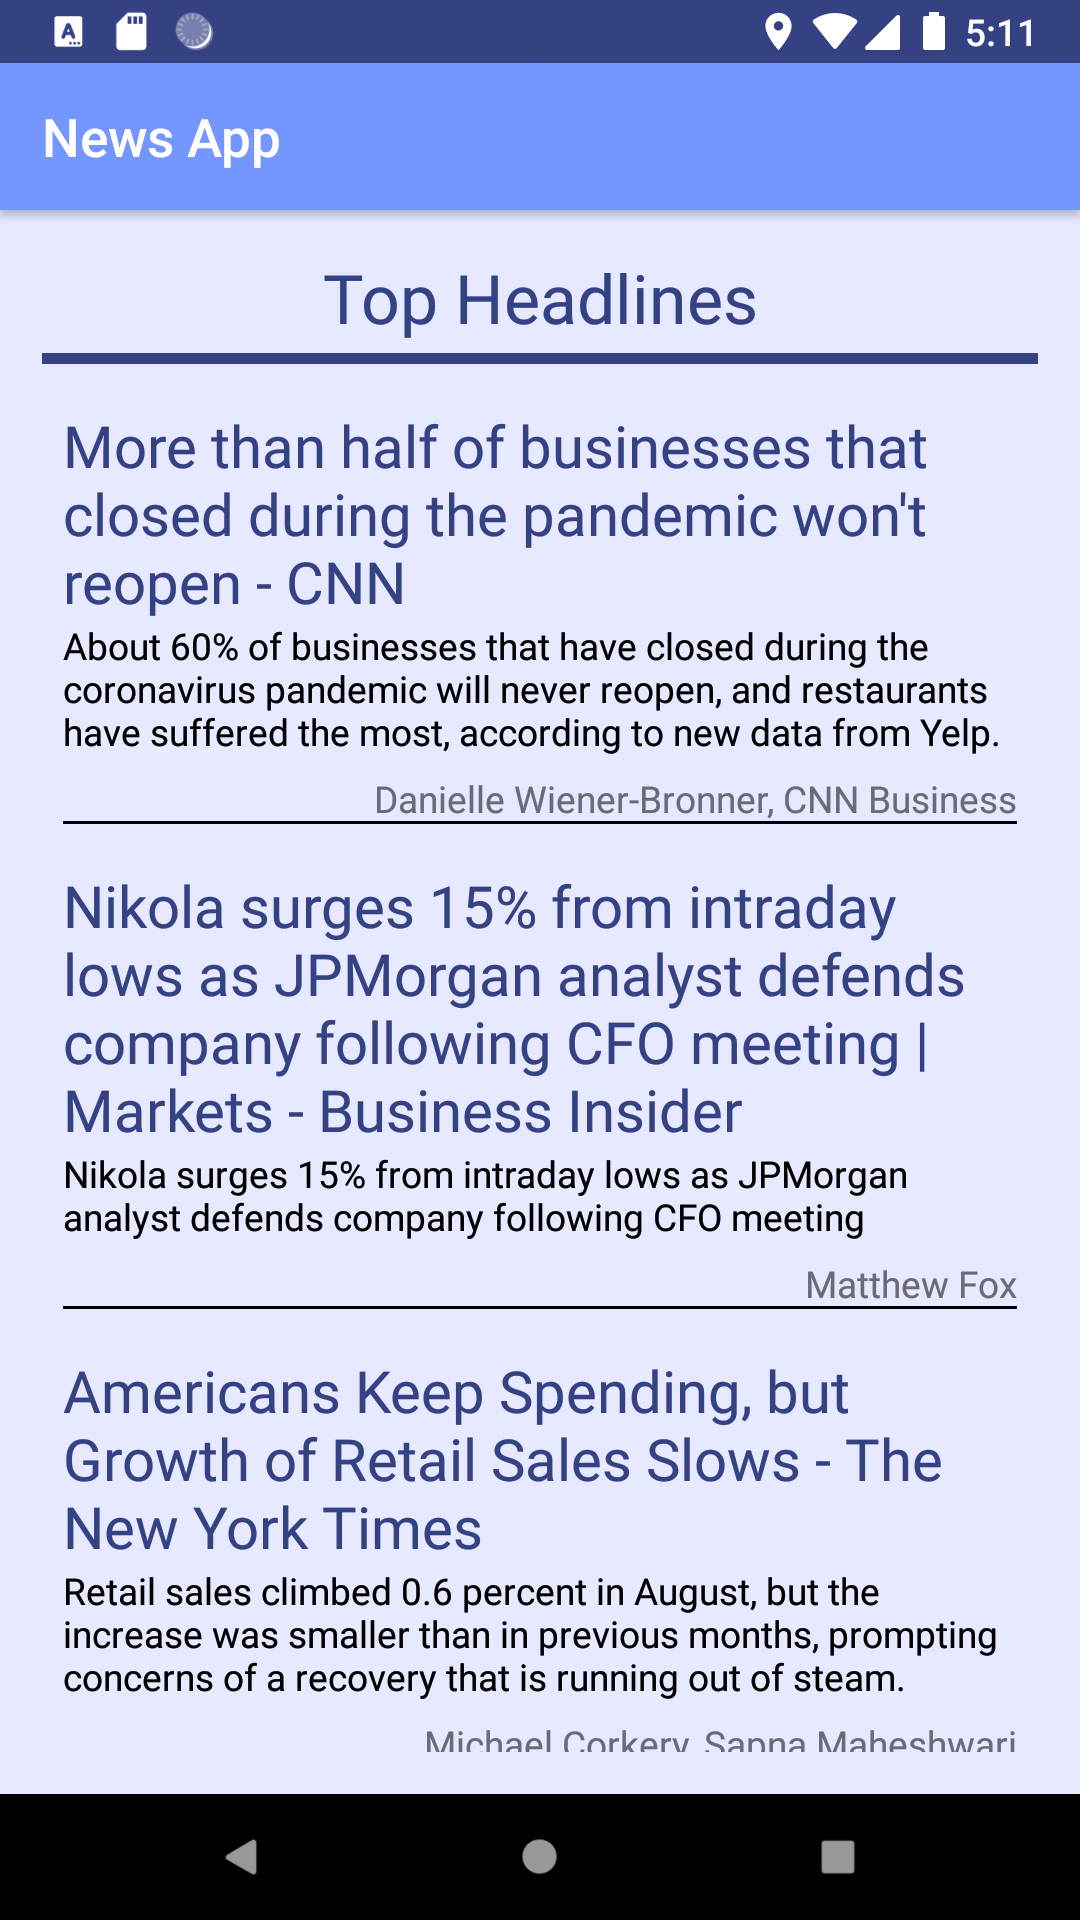 5:11
News App
Top Headlines
More than half of businesses that
closed during the pandemic won't
reopen - CNN
About 60% of businesses that have closed during the
coronavirus pandemic will never reopen, and restaurants
have suffered the most, according to new data from Yelp.
Danielle Wiener-Bronner, CNN Business
Nikola surges 15% from intraday
lows as JPMorgan analyst defends
company following CFO meeting |
Markets - Business Insider
Nikola surges 15% from intraday lows as JPMorgan
analyst defends company following CFO meeting
Matthew Fox
Americans Keep Spending, but
Growth of Retail Sales Slows - The
New York Times
Retail sales climbed 0.6 percent in August, but the
increase was smaller than in previous months, prompting
concerns of a recovery that is running out of steam.
Michael Corkery, Sapna Maheshwari